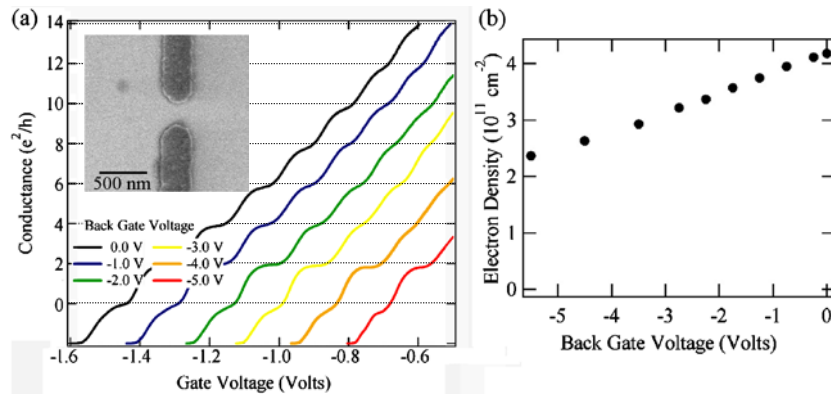 (a)
14
12
10
8
6
4
2
0
Conductance (e²/h)
500 nm
Back Gate Voltage
0.0 V -3.0 V
-1.0 V -4.0 V
-2.0 V -5.0 V
-1.6 -1.4 -1.2 -1.0 -0.8 -0.6
Gate Voltage (Volts)
(b)
4
3
2
1
0
Electron Density (10¹¹ cm⁻²)
-5 -4 -3 -2 -1 0
Back Gate Voltage (Volts)